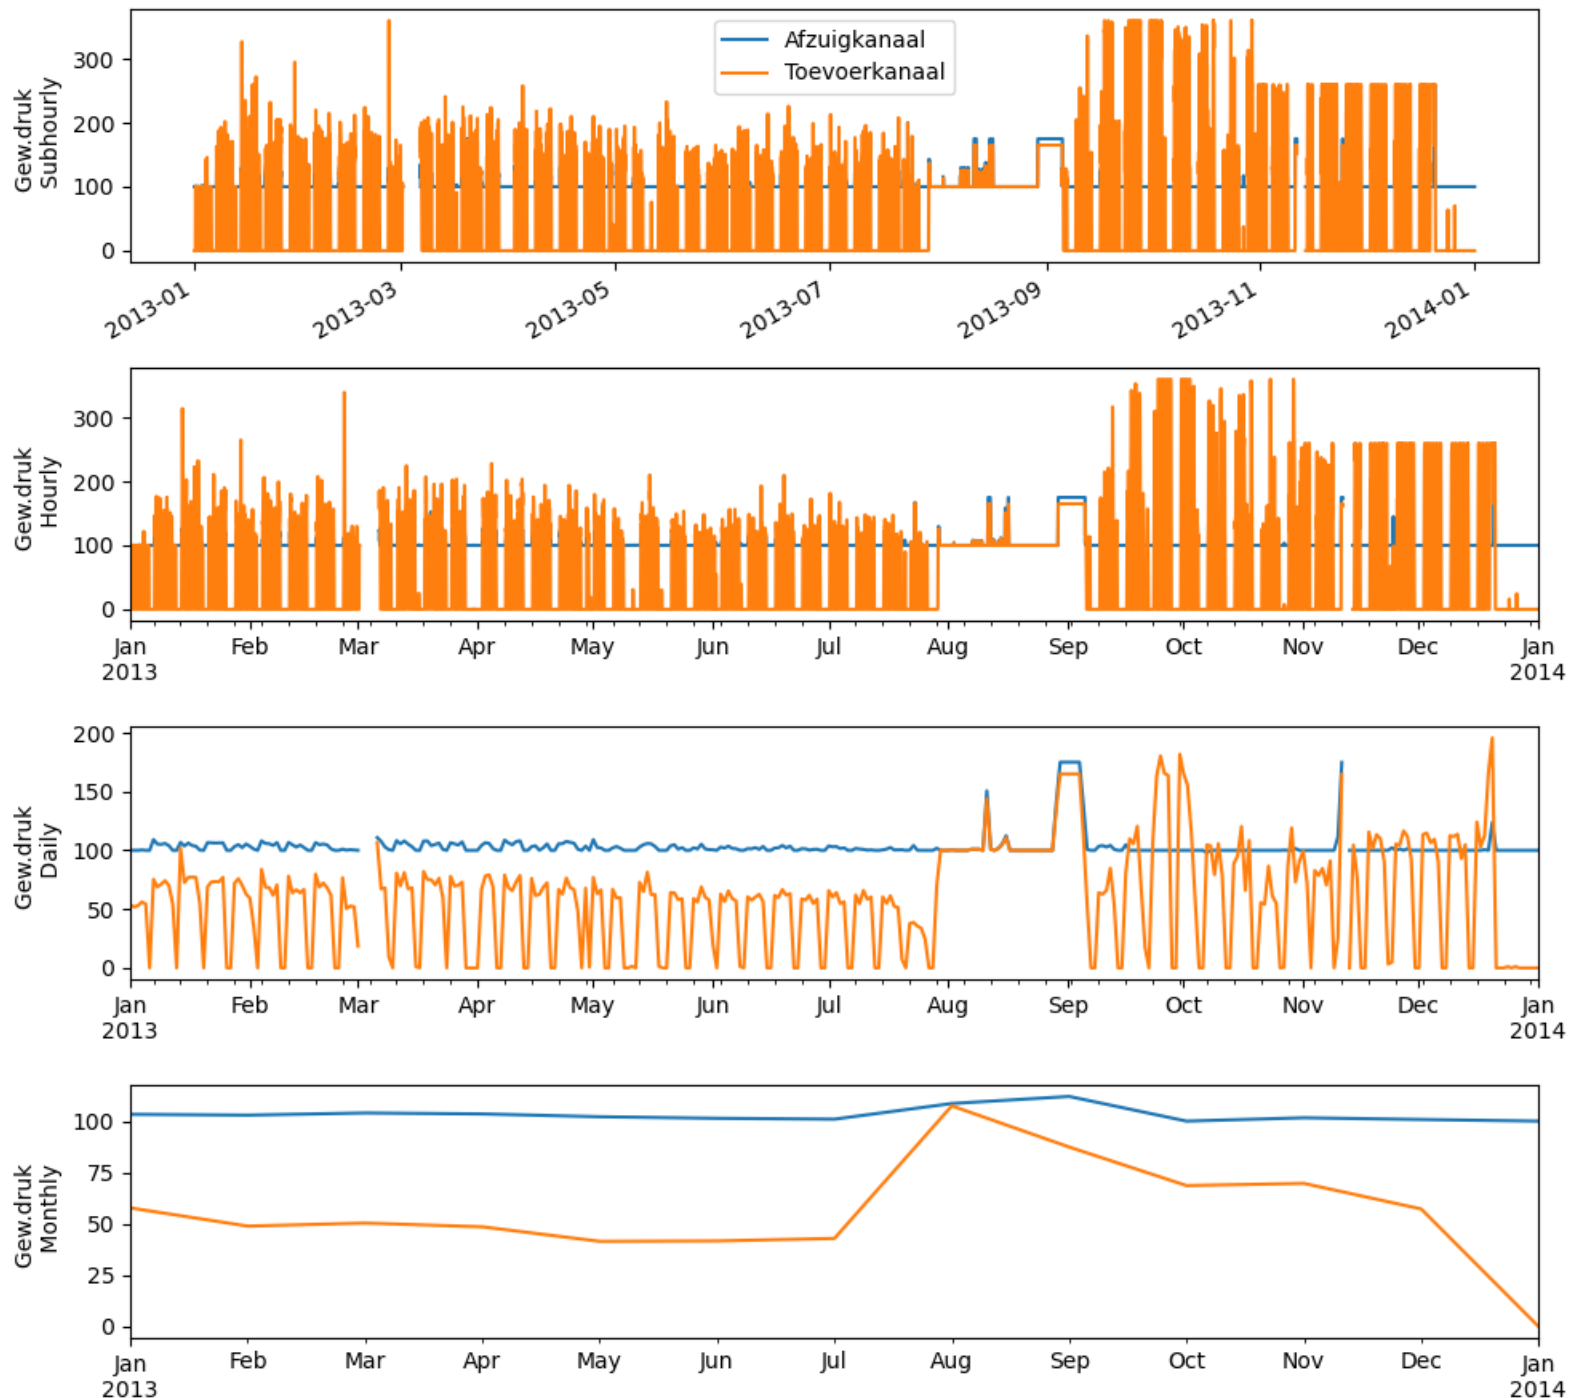 Gew.druk
Subhourly
300
200
100
0
Afzuigkanaal
Toevoerkanaal
2013-01
2013-03
2013-05
2013-07
2013-09
2013-11
2014-01
Gew.druk
Hourly
300
200
100
0
Jan Feb Mar Apr May Jun Jul Aug Sep Oct Nov Dec Jan
2013 2014
Gew.druk
Daily
200
150
100
50
0
Jan Feb Mar Apr May Jun Jul Aug Sep Oct Nov Dec Jan
2013 2014
Gew.druk
Monthly
100
75
50
25
0
Jan Feb Mar Apr May Jun Jul Aug Sep Oct Nov Dec Jan
2013 2014